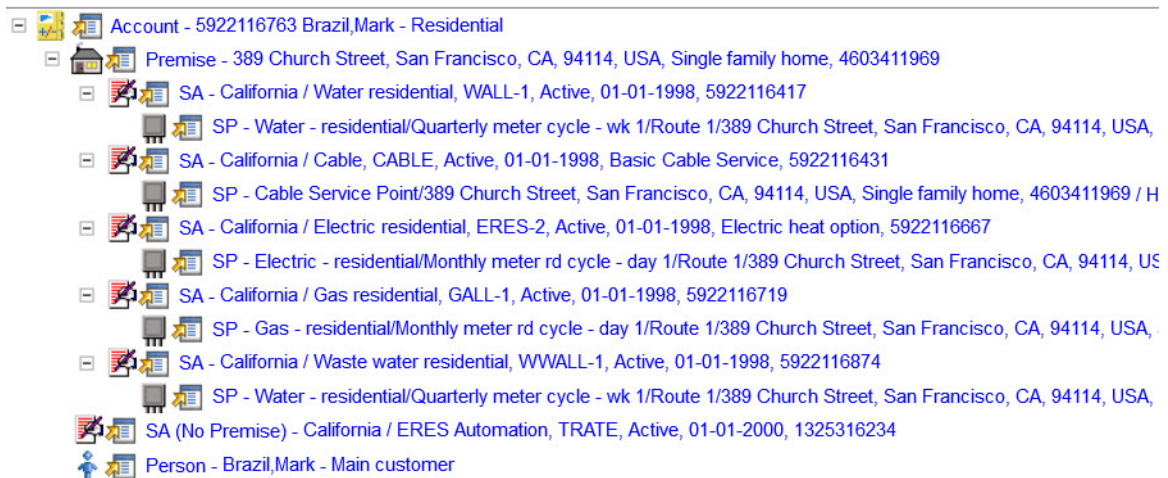 Account - 5922116763 Brazil,Mark - Residential
Premise - 389 Church Street, San Francisco, CA, 94114, USA, Single family home, 4603411969
SA - California / Water residential, WALL-1, Active, 01-01-1998, 5922116417
SP - Water - residential/Quarterly meter cycle - wk 1/Route 1/389 Church Street, San Francisco, CA, 94114, USA,
SA - California / Cable, CABLE, Active, 01-01-1998, Basic Cable Service, 5922116431
SP - Cable Service Point/389 Church Street, San Francisco, CA, 94114, USA, Single family home, 4603411969 / H
SA - California / Electric residential, ERES-2, Active, 01-01-1998, Electric heat option, 5922116667
SP - Electric - residential/Monthly meter rd cycle - day 1/Route 1/389 Church Street, San Francisco, CA, 94114, US
SA - California / Gas residential, GALL-1, Active, 01-01-1998, 5922116719
SP - Gas - residential/Monthly meter rd cycle - day 1/Route 1/389 Church Street, San Francisco, CA, 94114, USA,
SA - California / Waste water residential, WWALL-1, Active, 01-01-1998, 5922116874
SP - Water - residential/Quarterly meter cycle - wk 1/Route 1/389 Church Street, San Francisco, CA, 94114, USA,
SA (No Premise) - California / ERES Automation, TRATE, Active, 01-01-2000, 1325316234
Person - Brazil,Mark - Main customer